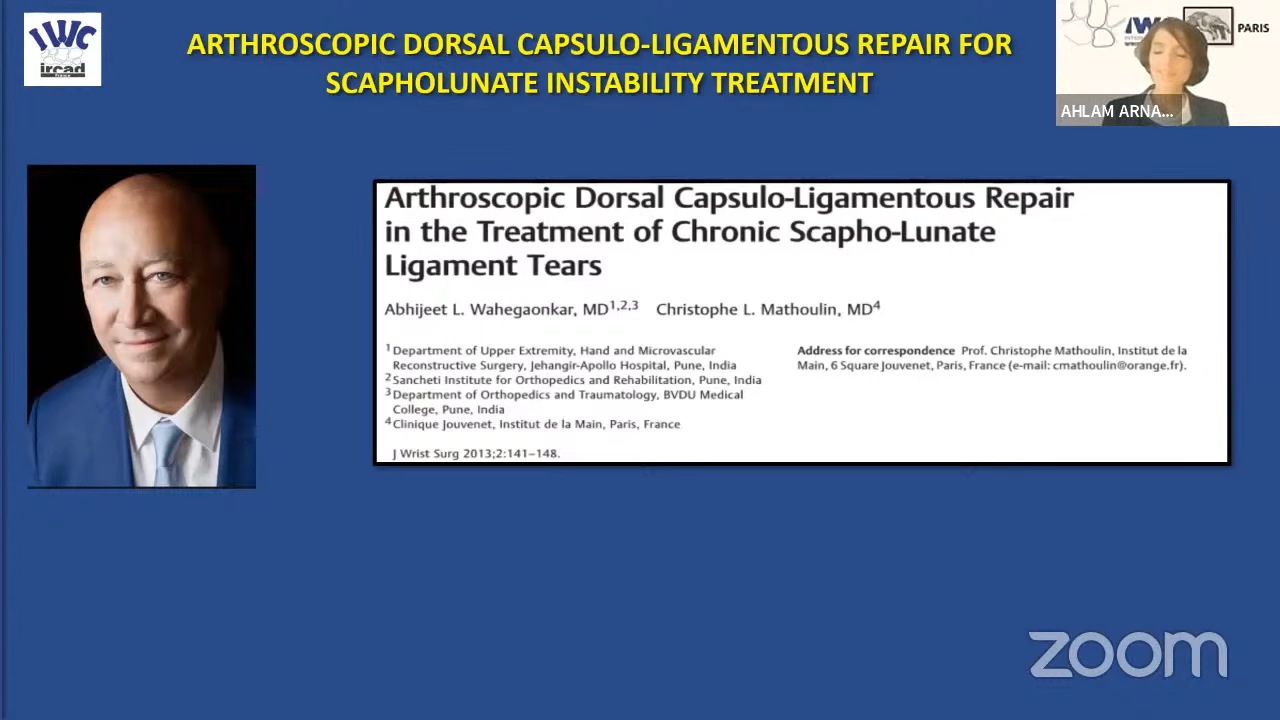 IWC
ircad
France
ARTHROSCOPIC DORSAL CAPSULO-LIGAMENTOUS REPAIR FOR
SCAPHOLUNATE INSTABILITY TREATMENT
IW
PARIS
AHLAM ARNA...
Arthroscopic Dorsal Capsulo-Ligamentous Repair
in the Treatment of Chronic Scapho-Lunate
Ligament Tears
Abhijeet L. Wahegaonkar, MD1,2,3 Christophe L. Mathoulin, MD4
1 Department of Upper Extremity, Hand and Microvascular
Reconstructive Surgery, Jehangir-Apollo Hospital, Pune, India
2 Sancheti Institute for Orthopedics and Rehabilitation, Pune, India
3 Department of Orthopedics and Traumatology, BVDU Medical
College, Pune, India
4 Clinique Jouvenet, Institut de la Main, Paris, France
Address for correspondence Prof. Christophe Mathoulin, Institut de la
Main, 6 Square Jouvenet, Paris, France (e-mail: cmathoulin@orange.fr).
J Wrist Surg 2013;2:141–148.
zoom